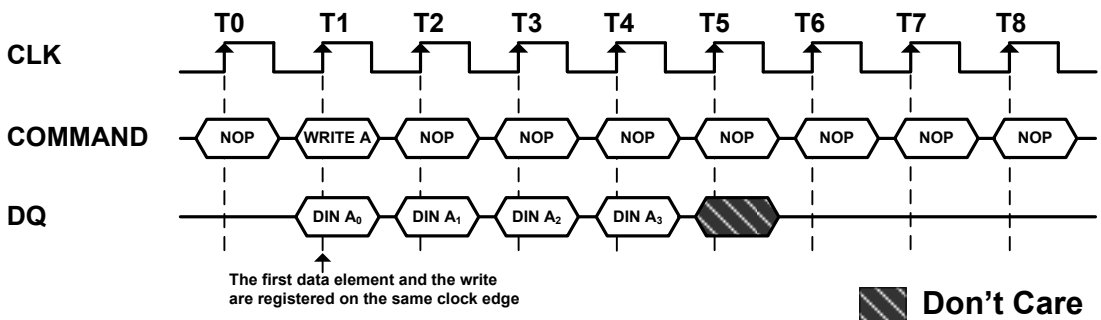 T0 T1 T2 T3 T4 T5 T6 T7 T8
CLK
COMMAND NOP WRITE A NOP NOP NOP NOP NOP NOP NOP
DQ DIN A₀ DIN A₁ DIN A₂ DIN A₃
The first data element and the write
are registered on the same clock edge
Don't Care